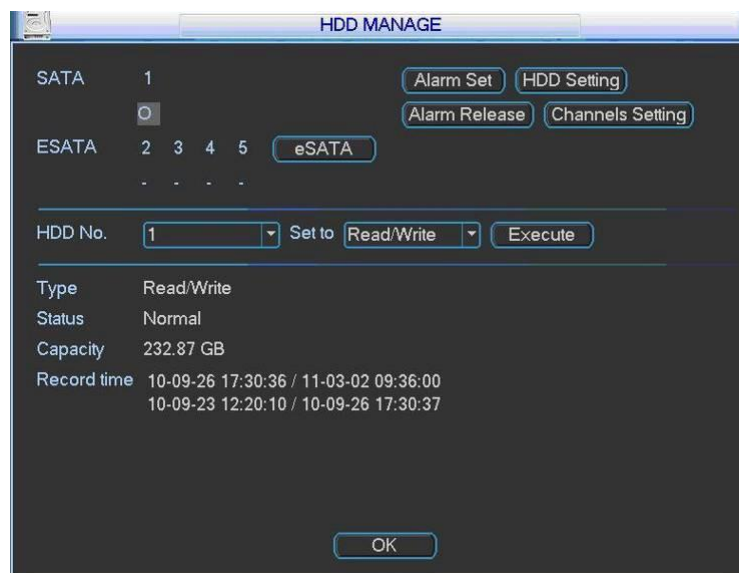 HDD MANAGE
SATA 1 Alarm Set HDD Setting
O Alarm Release Channels Setting
ESATA 2 3 4 5 eSATA
- - - -
HDD No. 1 Set to Read/Write Execute
Type Read/Write
Status Normal
Capacity 232.87 GB
Record time 10-09-26 17:30:36 / 11-03-02 09:36:00
10-09-23 12:20:10 / 10-09-26 17:30:37
OK